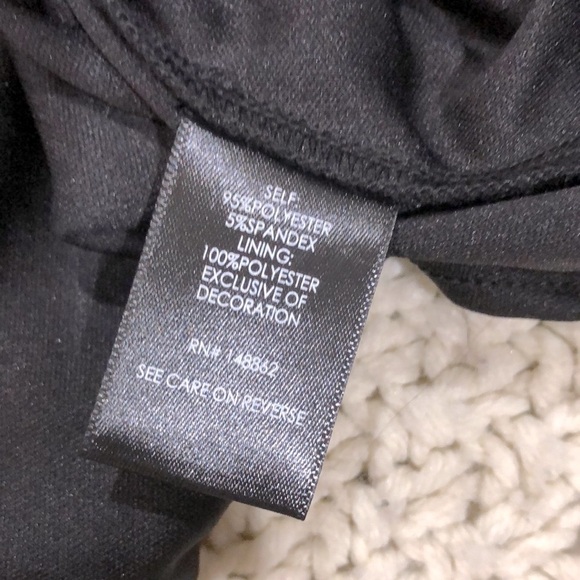 SELF:
95%POLYESTER
5%SPANDEX
LINING:
100%POLYESTER
EXCLUSIVE OF
DECORATION
RN# 148862
SEE CARE ON REVERSE